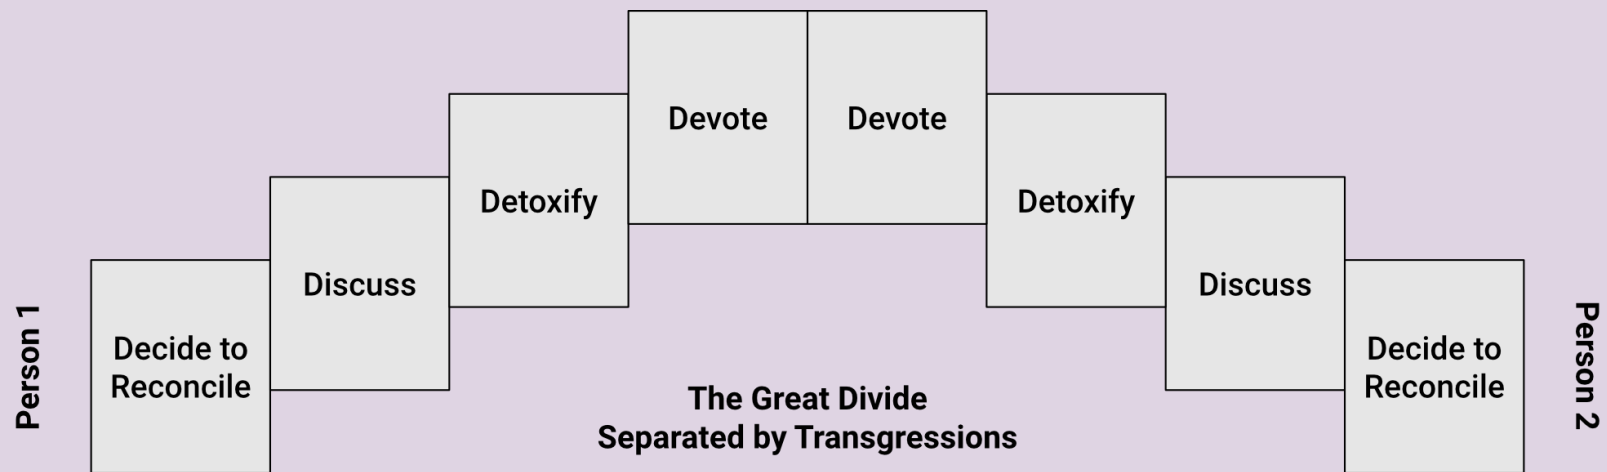 Devote
Devote
Detoxify
Detoxify
Discuss
Discuss
Decide to
Reconcile
Decide to
Reconcile
Person 1
Person 2
The Great Divide
Separated by Transgressions